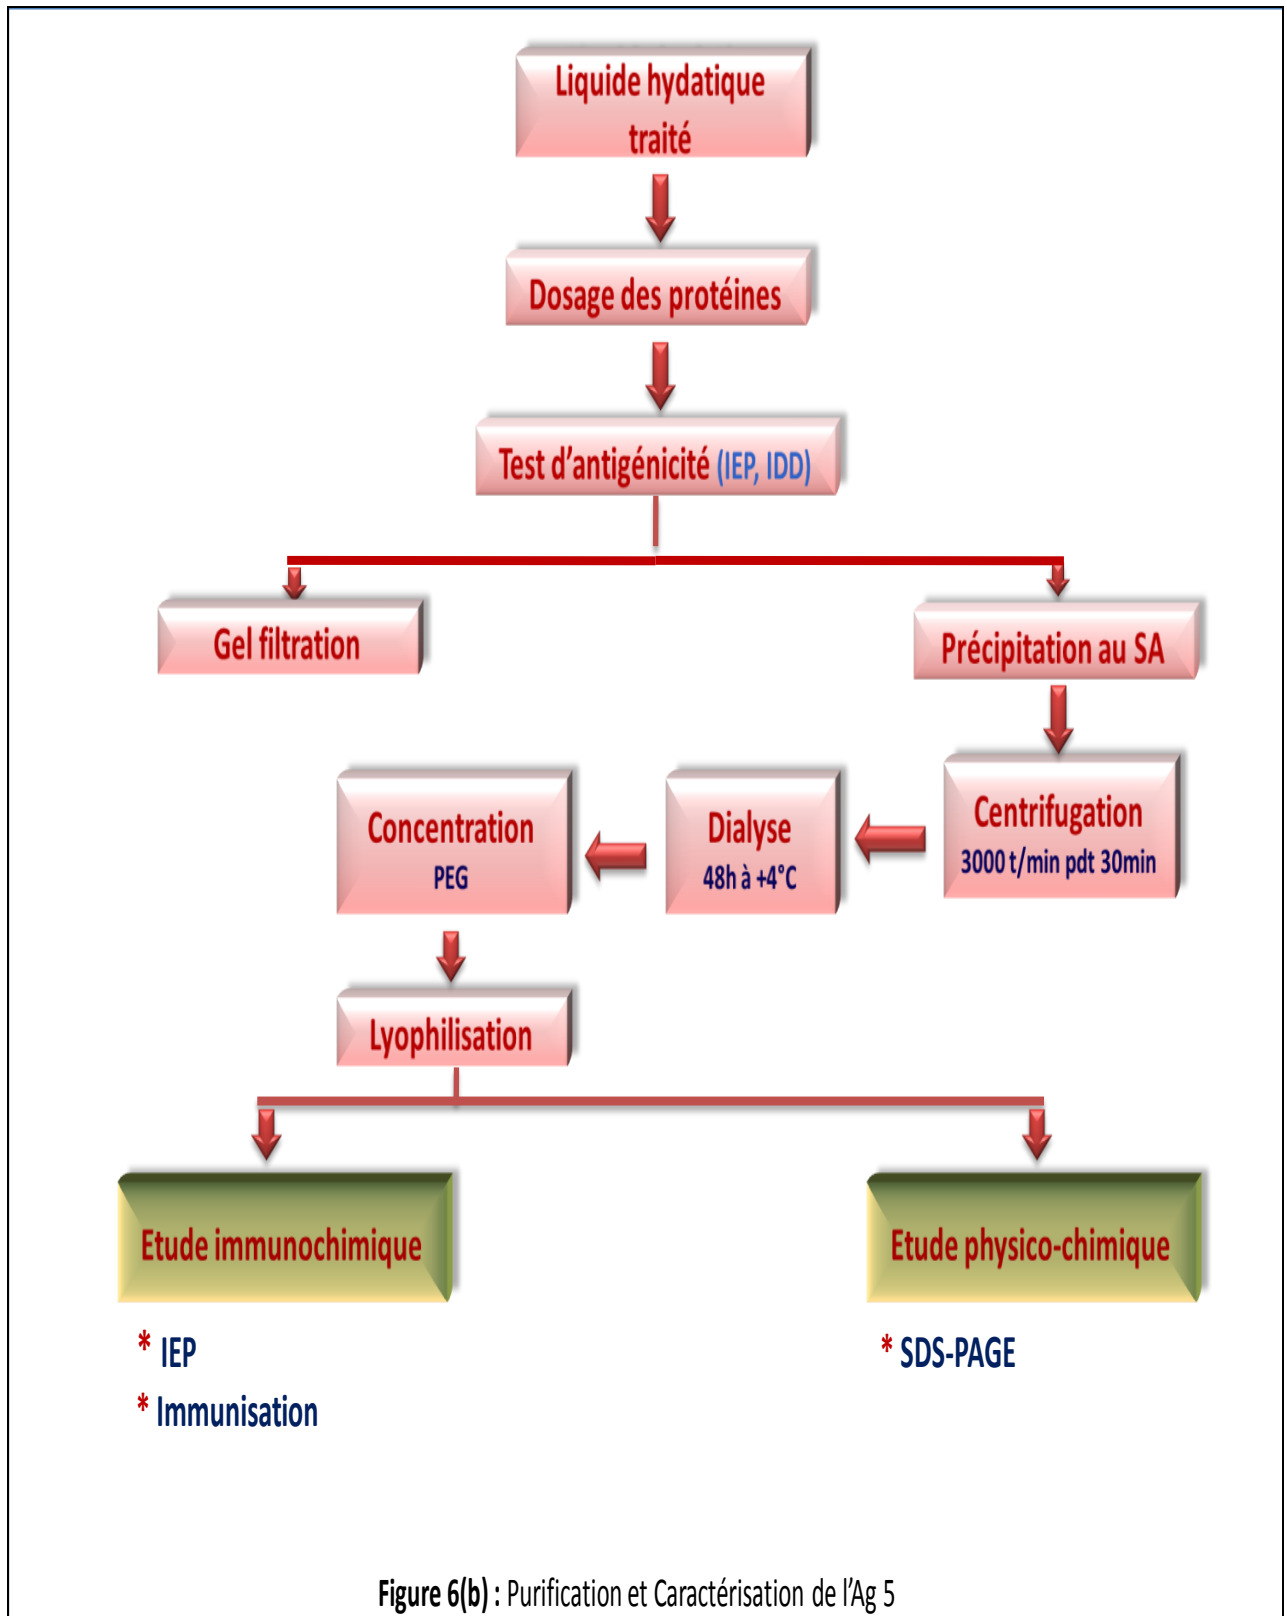 Liquide hydatique
traité
Dosage des protéines
Test d’antigénicité (IEP, IDD)
Gel filtration
Précipitation au SA
Centrifugation
3000 t/min pdt 30min
Dialyse
48h à +4°C
Concentration
PEG
Lyophilisation
Etude immunochimique
* IEP
* Immunisation
Etude physico-chimique
* SDS-PAGE
Figure 6(b) : Purification et Caractérisation de l’Ag 5